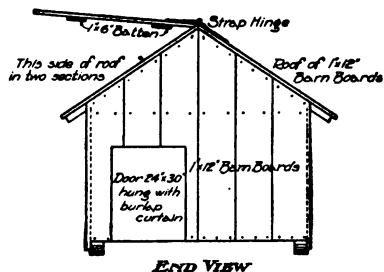 Strap Hinge
1"x6" Batten
This side of roof
in two sections
Roof of 1"x12"
Barn Boards
1"x12" Barn Boards
Door 24"x30"
hung with
burlap
curtain
END VIEW